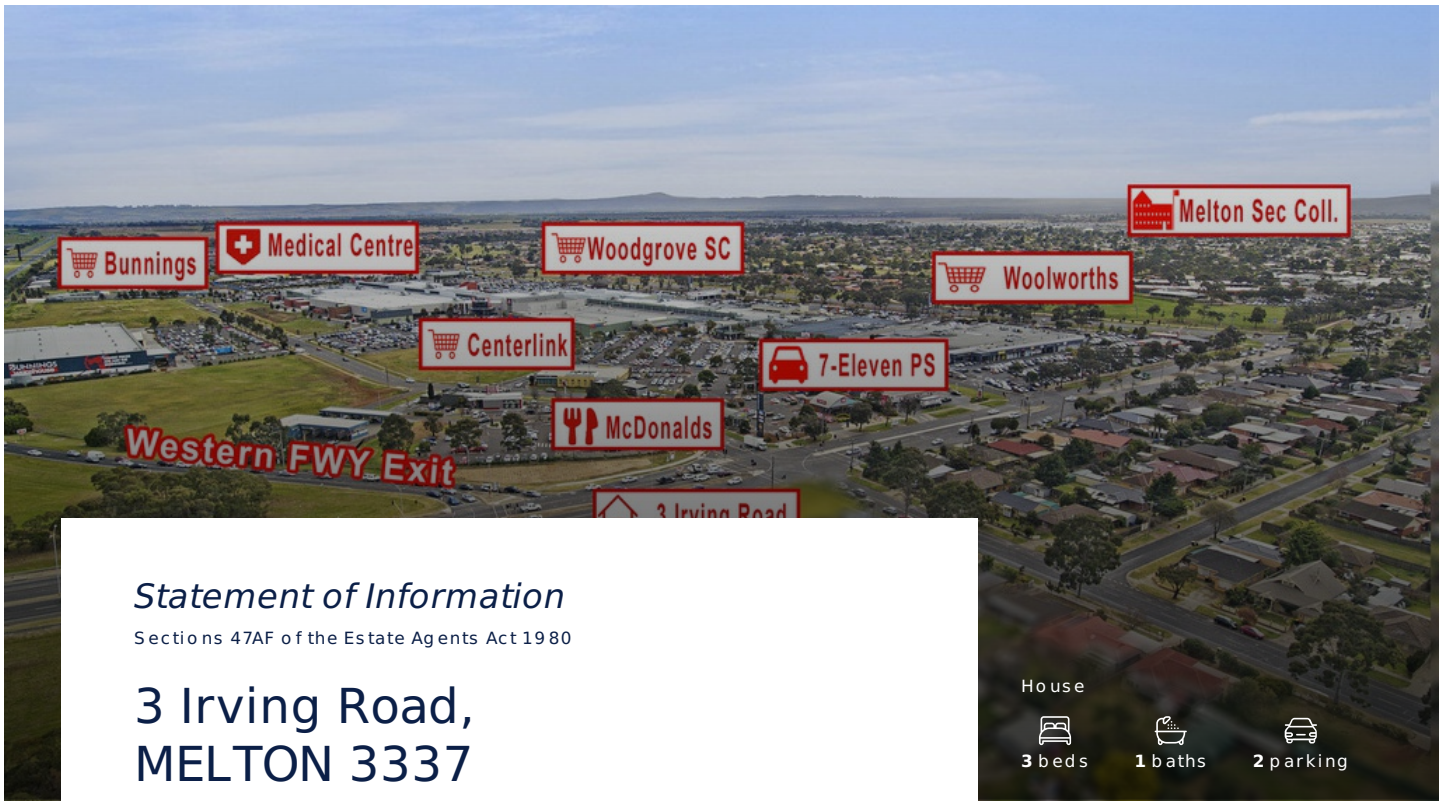 Melton Sec Coll.
Bunnings
Medical Centre
Woodgrove SC
Woolworths
Centerlink
7-Eleven PS
McDonalds
Western FWY Exit
BUNNINGS
3 Irving Road
Statement of Information
Sections 47AF of the Estate Agents Act 1980
3 Irving Road,
MELTON 3337
House
3 beds
1 baths
2 parking